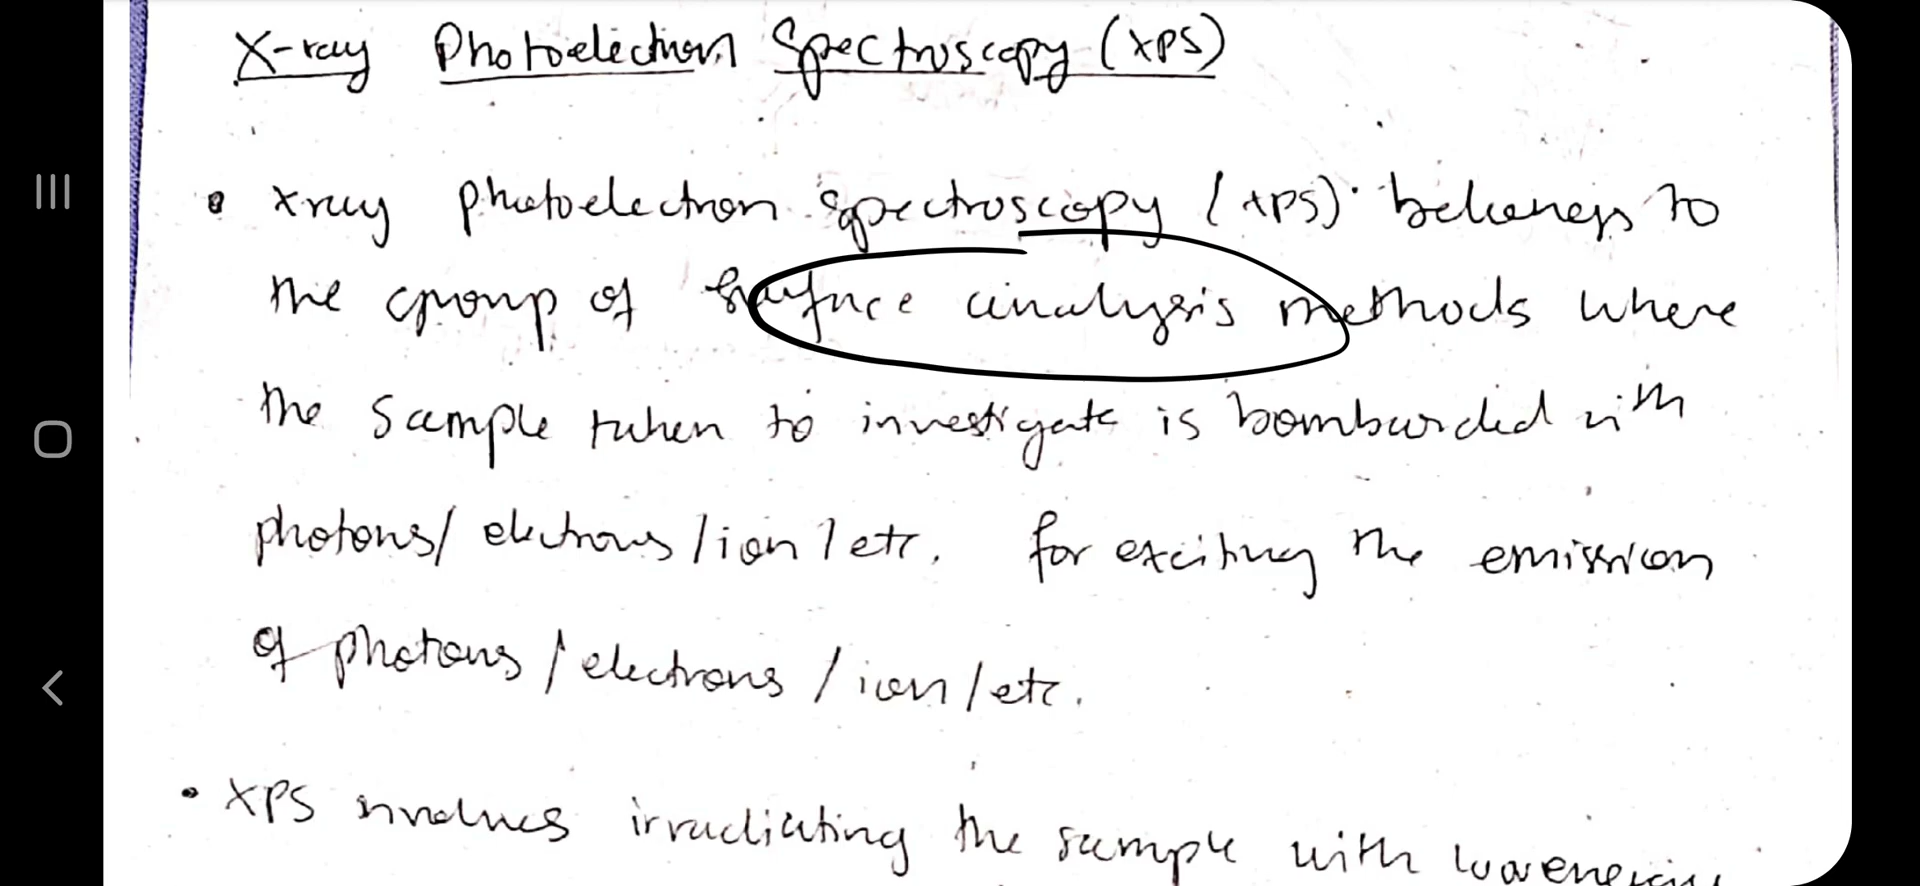 X-ray Photoelectron Spectroscopy (XPS)
• Xray photoelectron spectroscopy (XPS) belongs to
the group of surface analysis methods where
the sample taken to investigate is bombarded with
photons/ electrons /ion / etc. for exciting the emission
of photons / electrons / ion / etc.
• XPS involves irradiating the sample with